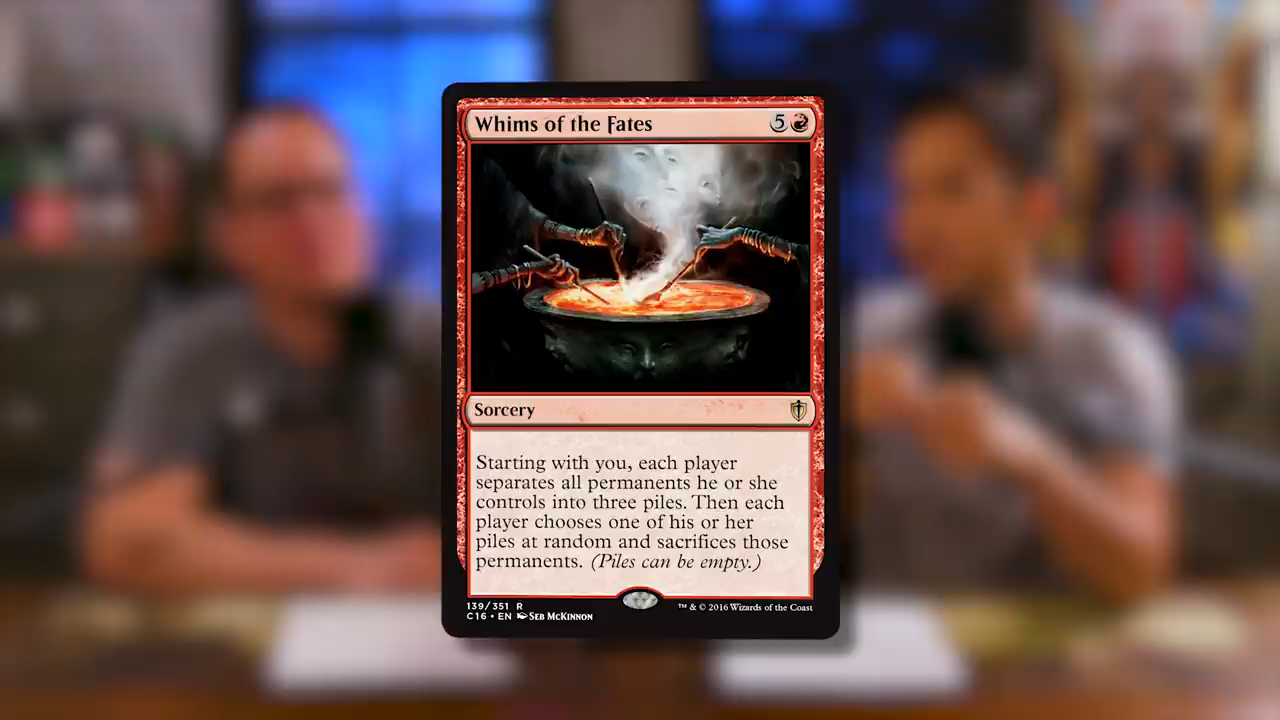 Whims of the Fates 5
Sorcery
Starting with you, each player
separates all permanents he or she
controls into three piles. Then each
player chooses one of his or her
piles at random and sacrifices those
permanents. (Piles can be empty.)
139/351 R
C16 • EN SEB MCKINNON
™ & © 2016 Wizards of the Coast